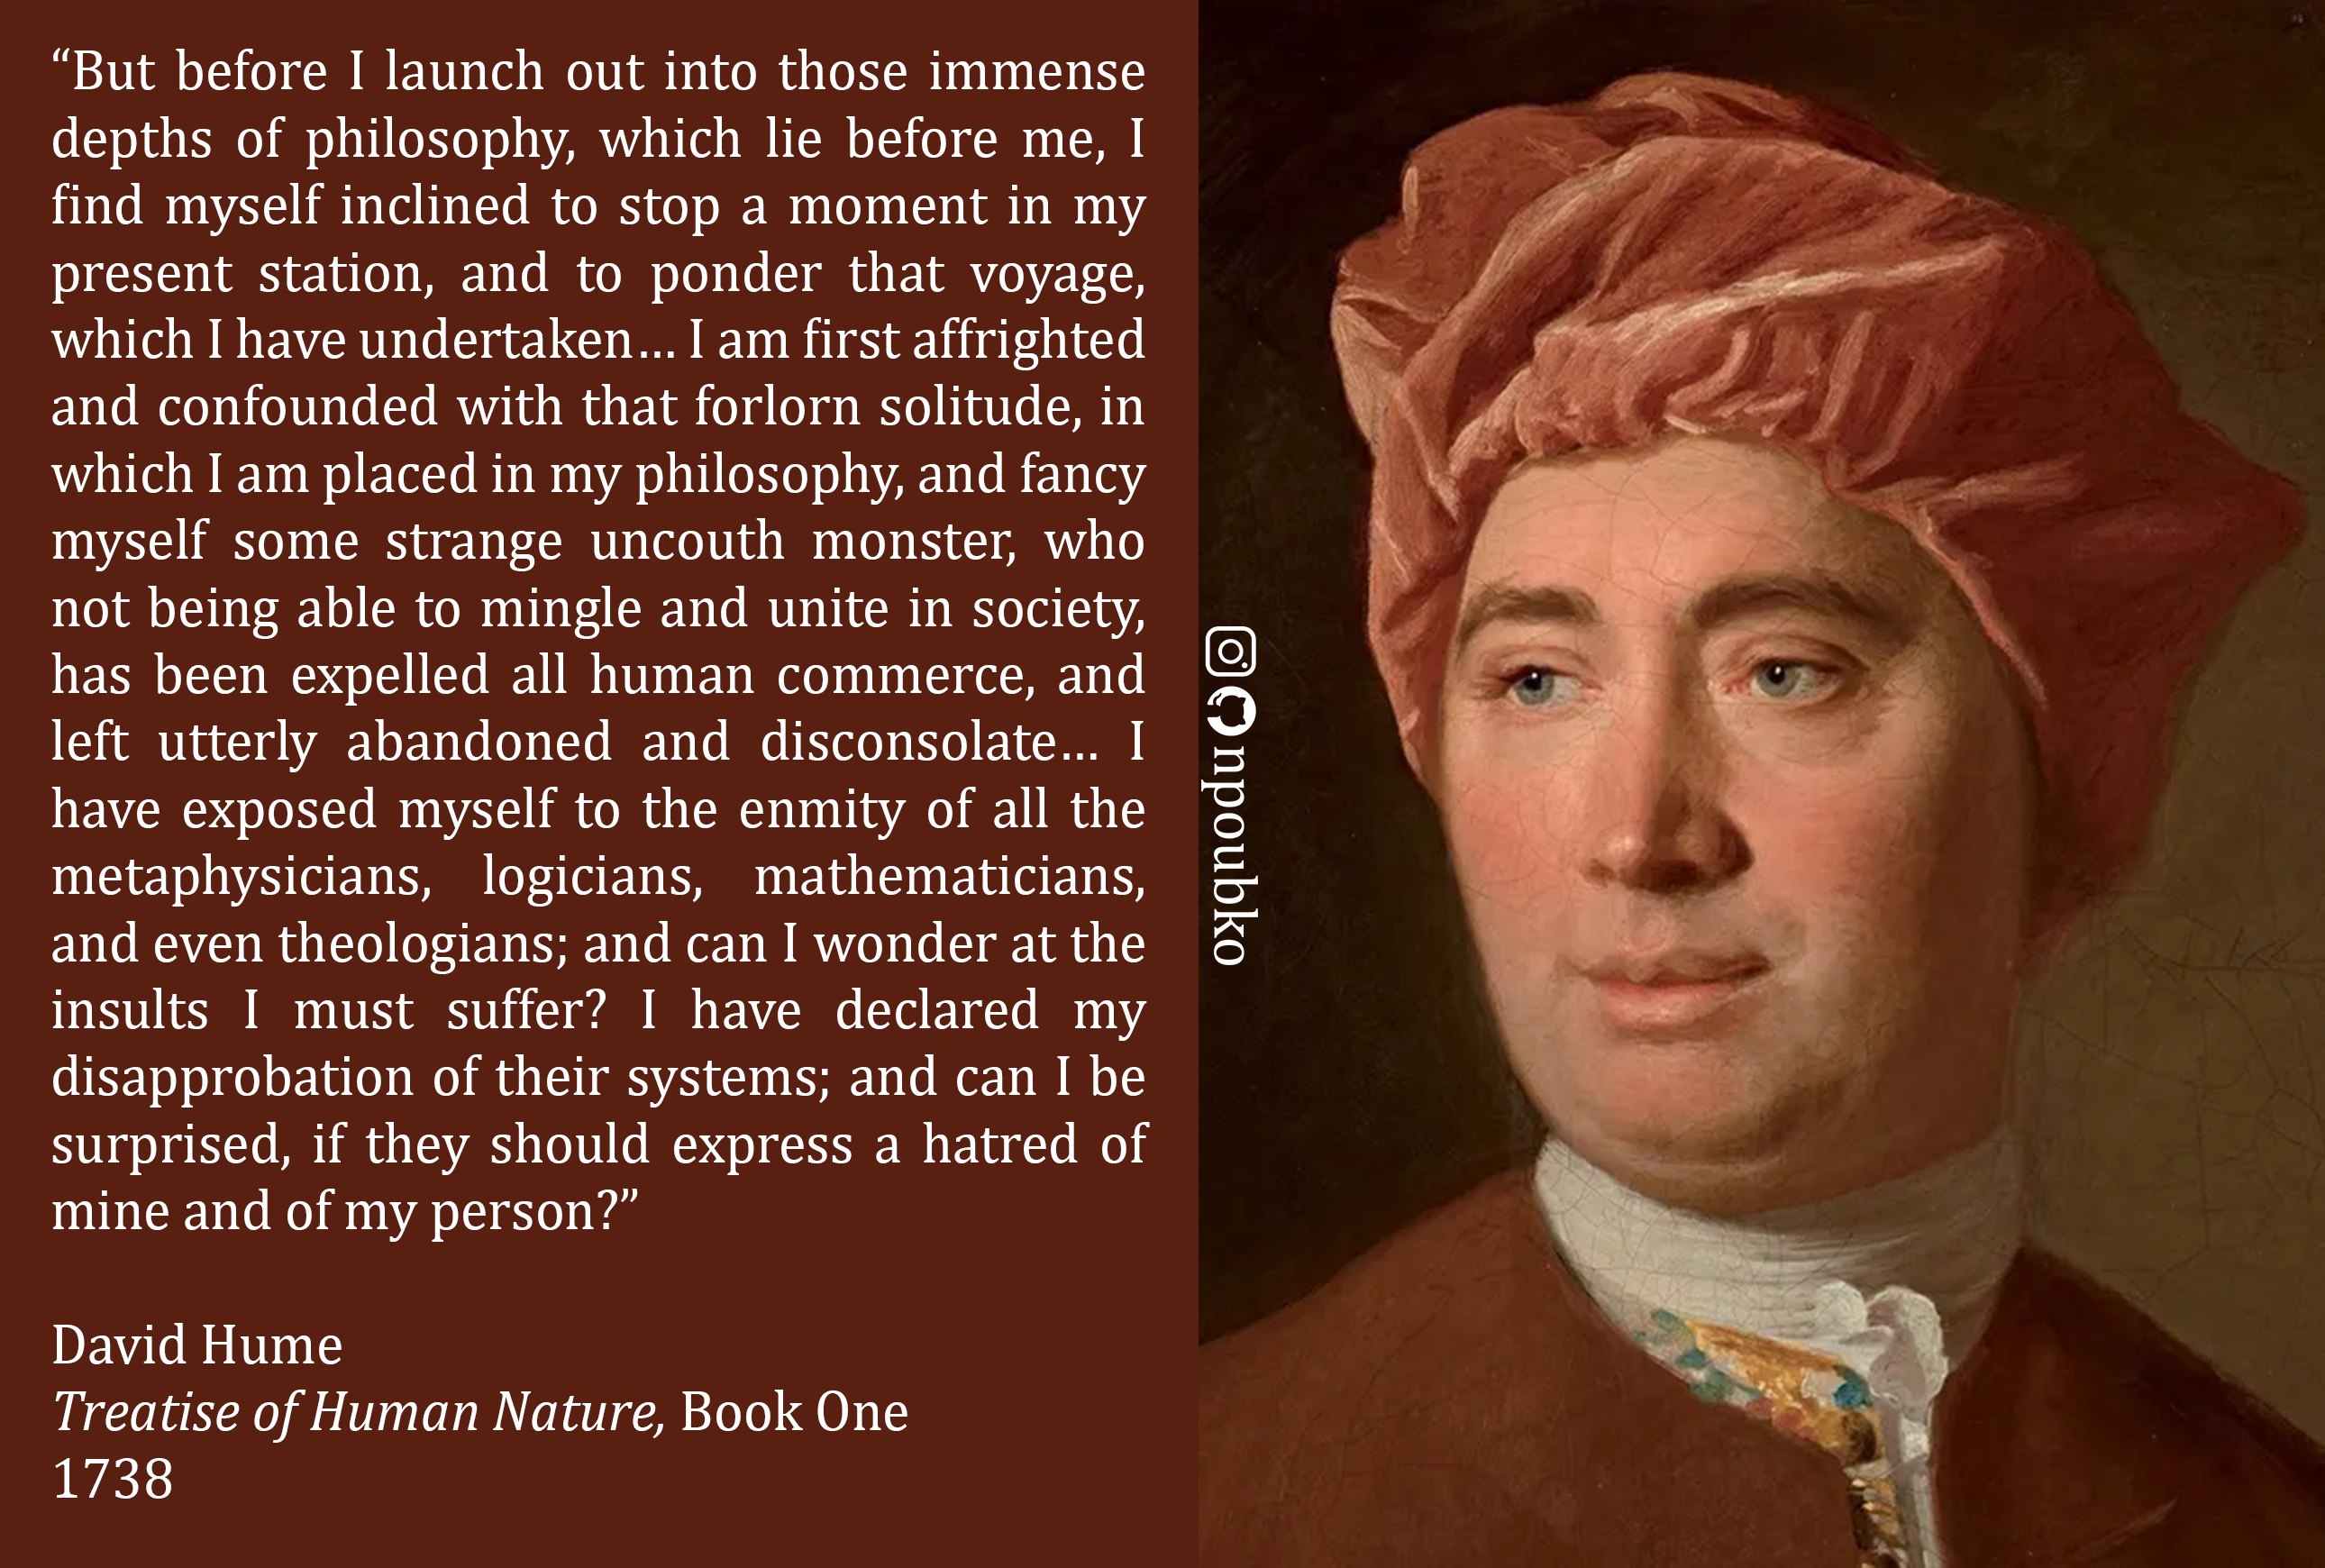 “But before I launch out into those immense
depths of philosophy, which lie before me, I
find myself inclined to stop a moment in my
present station, and to ponder that voyage,
which I have undertaken… I am first affrighted
and confounded with that forlorn solitude, in
which I am placed in my philosophy, and fancy
myself some strange uncouth monster, who
not being able to mingle and unite in society,
has been expelled all human commerce, and
left utterly abandoned and disconsolate… I
have exposed myself to the enmity of all the
metaphysicians, logicians, mathematicians,
and even theologians; and can I wonder at the
insults I must suffer? I have declared my
disapprobation of their systems; and can I be
surprised, if they should express a hatred of
mine and of my person?”
David Hume
Treatise of Human Nature, Book One
1738
npoubko